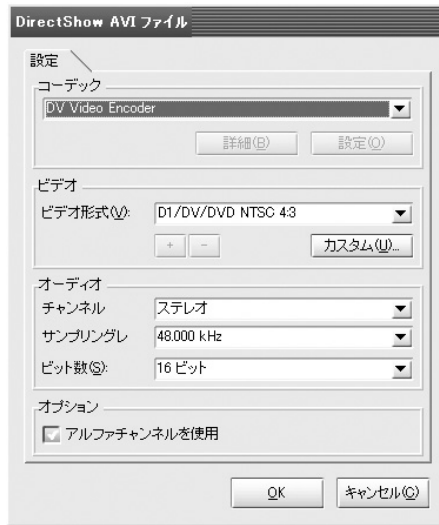 DirectShow AVI ファイル
設定
コーデック
DV Video Encoder
詳細(B)
設定(O)
ビデオ
ビデオ形式(V):
D1/DV/DVD NTSC 4:3
+
-
カスタム(U)...
オーディオ
チャンネル
ステレオ
サンプリングレ
48.000 kHz
ビット数(S):
16 ビット
オプション
アルファチャンネルを使用
OK
キャンセル(C)